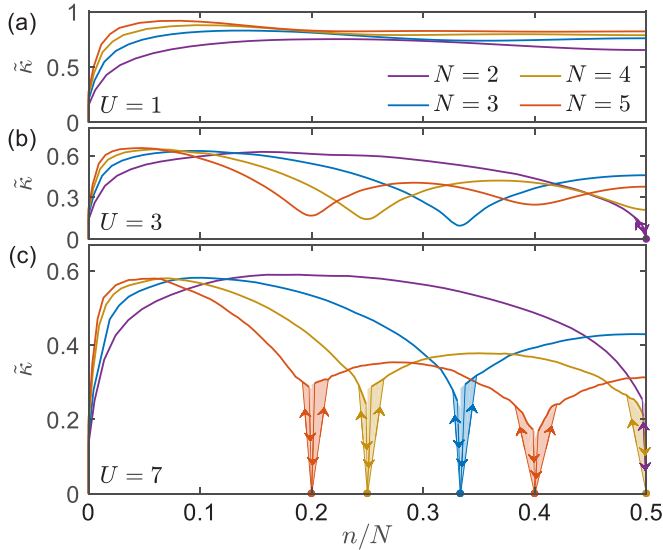 (a)
1
0.5
0
κ̃
U = 1
N = 2
N = 4
N = 3
N = 5
(b)
0.6
0.3
0
κ̃
U = 3
(c)
0.6
0.4
0.2
0
κ̃
U = 7
0 0.1 0.2 0.3 0.4 0.5
n/N